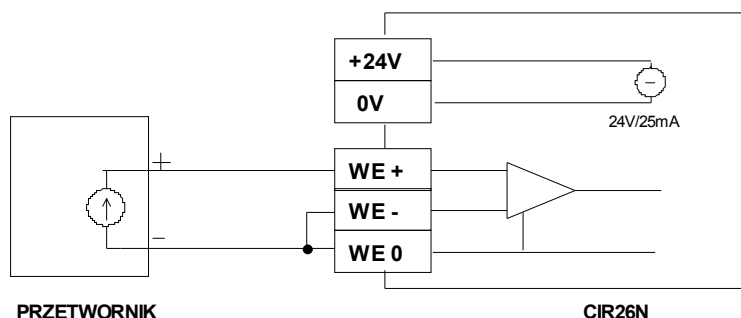 +24V
0V
24V/25mA
+
WE +
WE -
−
WE 0
PRZETWORNIK
CIR26N